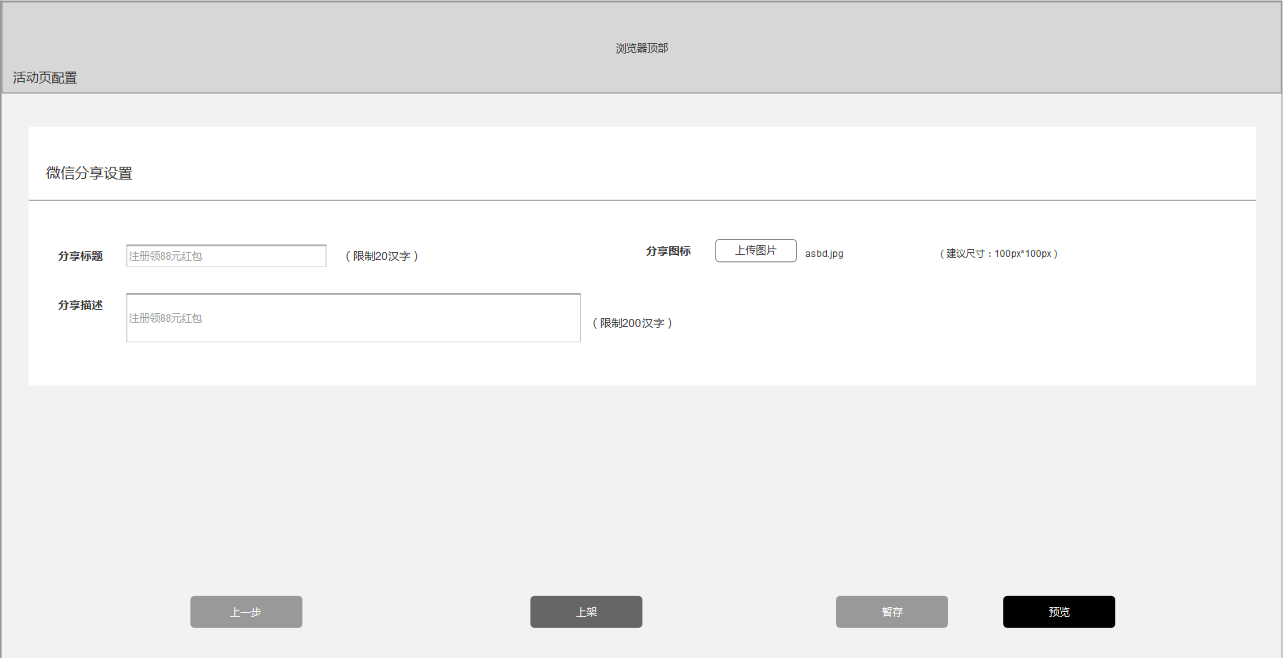 浏览器顶部
活动页配置
微信分享设置
分享标题 注册领88元红包 （限制20汉字） 分享图标 上传图片 asbd.jpg （建议尺寸：100px*100px）
分享描述 注册领88元红包 （限制200汉字）
上一步 上架 暂存 预览